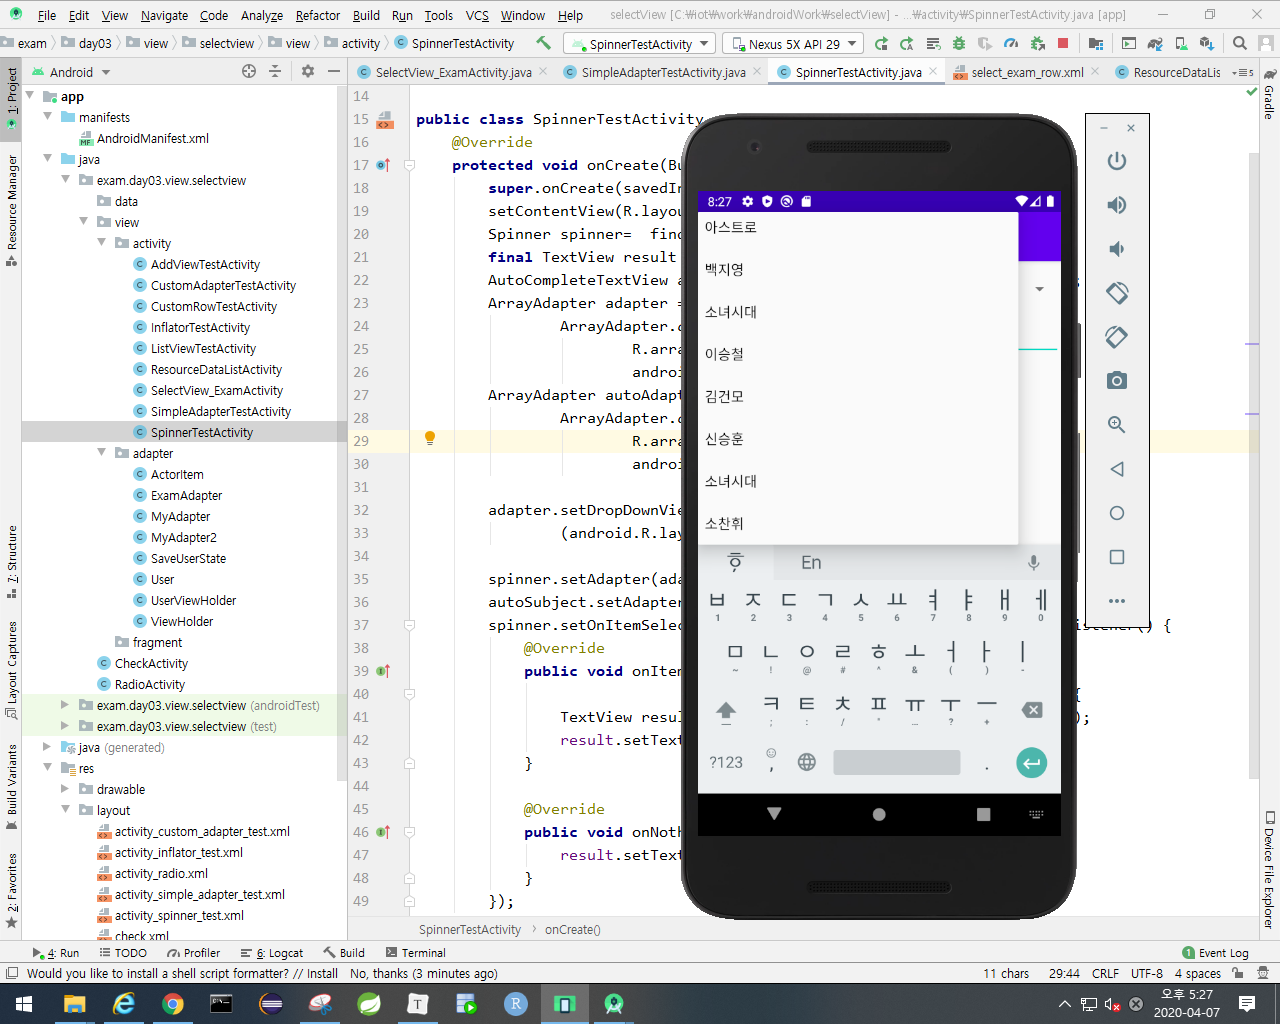 File Edit View Navigate Code Analyze Refactor Build Run Tools VCS Window Help selectView [C:₩iot₩work₩androidWork₩selectView] - ...₩activity₩SpinnerTestActivity.java [app]
exam day03 view selectview view activity SpinnerTestActivity SpinnerTestActivity Nexus 5X API 29
Android
SelectView_ExamActivity.java SimpleAdapterTestActivity.java SpinnerTestActivity.java select_exam_row.xml ResourceDataLis 5
1: Project
Resource Manager
7: Structure
Layout Captures
Build Variants
2: Favorites
app
manifests
AndroidManifest.xml
java
exam.day03.view.selectview
data
view
activity
AddViewTestActivity
CustomAdapterTestActivity
CustomRowTestActivity
InflatorTestActivity
ListViewTestActivity
ResourceDataListActivity
SelectView_ExamActivity
SimpleAdapterTestActivity
SpinnerTestActivity
adapter
ActorItem
ExamAdapter
MyAdapter
MyAdapter2
SaveUserState
User
UserViewHolder
ViewHolder
fragment
CheckActivity
RadioActivity
exam.day03.view.selectview (androidTest)
exam.day03.view.selectview (test)
java (generated)
res
drawable
layout
activity_custom_adapter_test.xml
activity_inflator_test.xml
activity_radio.xml
activity_simple_adapter_test.xml
activity_spinner_test.xml
check.xml
14
15 public class SpinnerTestActivity
16 @Override
17 protected void onCreate(Bu
18 super.onCreate(savedIn
19 setContentView(R.layou
20 Spinner spinner= find
21 final TextView result
22 AutoCompleteTextView a
23 ArrayAdapter adapter =
24 ArrayAdapter.c
25 R.arra
26 androi
27 ArrayAdapter autoAdapt
28 ArrayAdapter.c
29 R.arra
30 androi
31
32 adapter.setDropDownVie
33 (android.R.lay
34
35 spinner.setAdapter(ada
36 autoSubject.setAdapter
37 spinner.setOnItemSelec istener() {
38 @Override
39 public void onItem
40 {
41 TextView resul );
42 result.setText
43 }
44
45 @Override
46 public void onNoth
47 result.setText
48 }
49 });
8:27
아스트로
백지영
소녀시대
이승철
김건모
신승훈
소녀시대
소찬휘
En
ㅂ ㅈ ㄷ ㄱ ㅅ ㅛ ㅕ ㅑ ㅐ ㅔ
1 2 3 4 5 6 7 8 9 0
ㅁ ㄴ ㅇ ㄹ ㅎ ㅗ ㅓ ㅏ ㅣ
~ ! @ # ^ & ( ) -
ㅋ ㅌ ㅊ ㅍ ㅠ ㅜ ㅡ
; : / " ... ? +
?123 , .
Gradle
Device File Explorer
SpinnerTestActivity › onCreate()
4: Run TODO Profiler 6: Logcat Build Terminal 1 Event Log
Would you like to install a shell script formatter? // Install No, thanks (3 minutes ago) 11 chars 29:44 CRLF UTF-8 4 spaces
T R 오후 5:27
2020-04-07